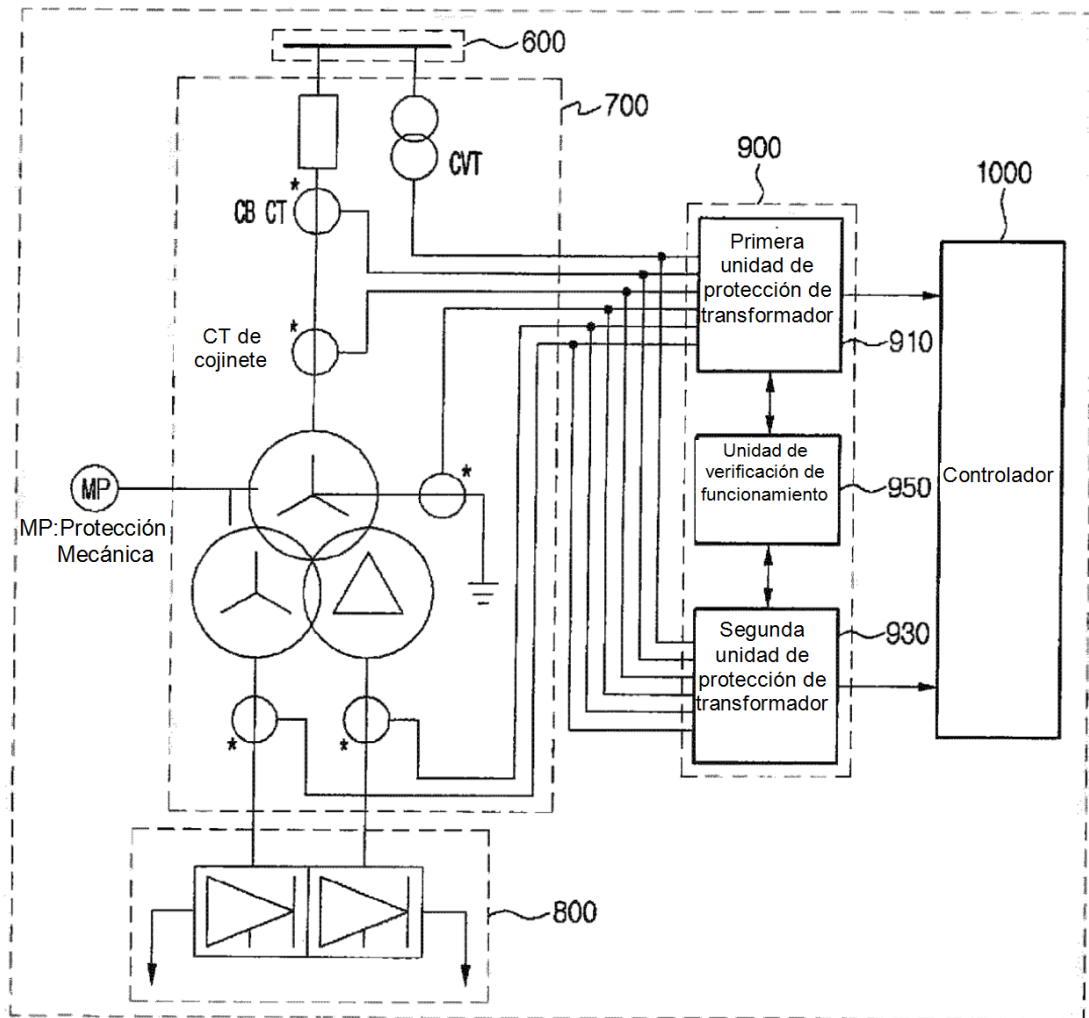 600
700
CVT
*
CB CT
900
1000
Primera
unidad de
protección de
transformador
910
*
CT de
cojinete
Unidad de
verificación de
funcionamiento
950
Controlador
MP
*
MP:Protección
Mecánica
Segunda
unidad de
protección de
transformador
930
*
*
800